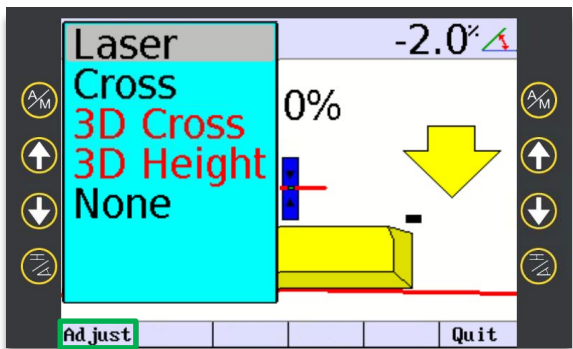 Laser
-2.0%
Cross
0%
3D Cross
3D Height
None
A/M
A/M
Adjust
Quit